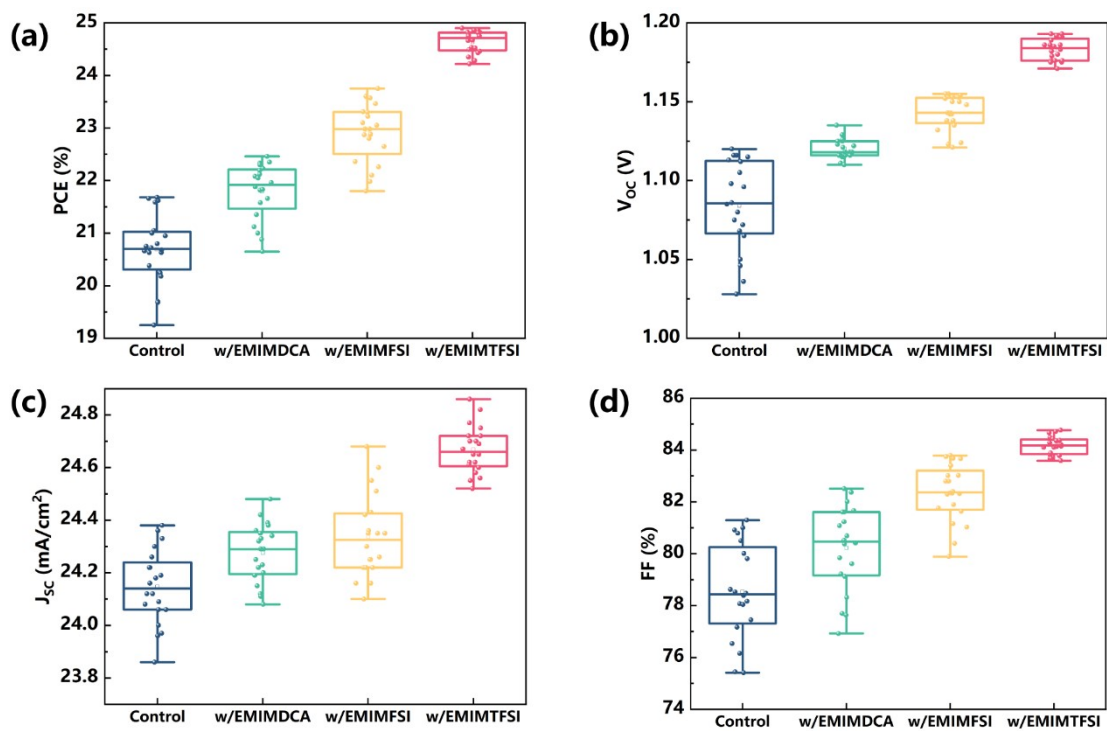 (a)
PCE (%)
25
24
23
22
21
20
19
Control w/EMIMDCA w/EMIMFSI w/EMIMTFSI
(b)
V_OC (V)
1.20
1.15
1.10
1.05
1.00
Control w/EMIMDCA w/EMIMFSI w/EMIMTFSI
(c)
J_SC (mA/cm²)
24.8
24.6
24.4
24.2
24.0
23.8
Control w/EMIMDCA w/EMIMFSI w/EMIMTFSI
(d)
FF (%)
86
84
82
80
78
76
74
Control w/EMIMDCA w/EMIMFSI w/EMIMTFSI